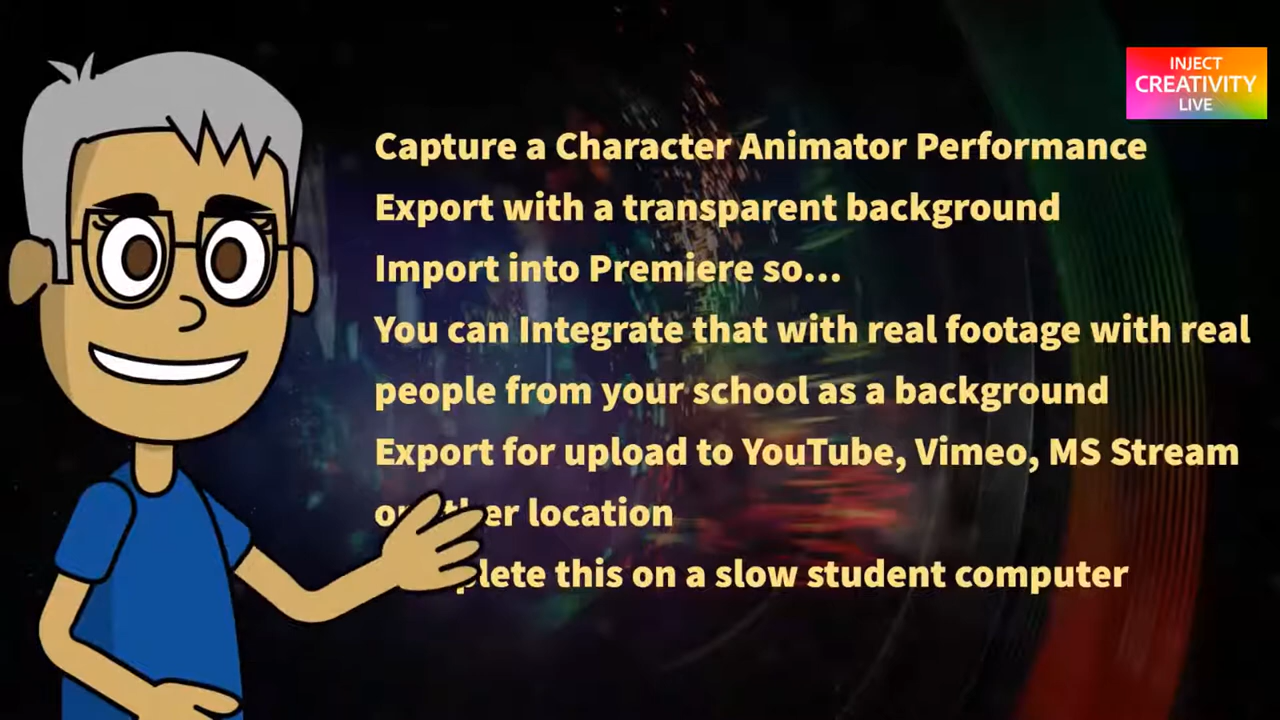 INJECT
CREATIVITY
LIVE
Capture a Character Animator Performance
Export with a transparent background
Import into Premiere so...
You can Integrate that with real footage with real
people from your school as a background
Export for upload to YouTube, Vimeo, MS Stream
location
this on a slow student computer